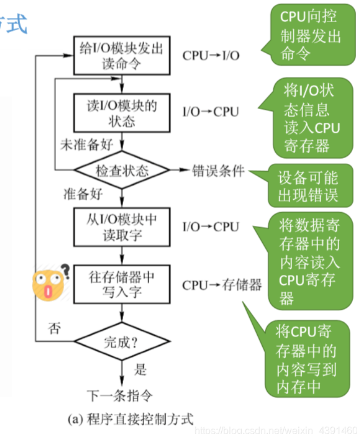 方式
给I/O模块发出
读命令
CPU→I/O
CPU向控
制器发出
命令
读I/O模块的
状态
I/O→CPU
将I/O状
态信息
读入CPU
寄存器
未准备好
检查状态
错误条件
设备可能
出现错误
准备好
从I/O模块中
读取字
I/O→CPU
将数据寄
存器中的
内容读入
CPU寄存
器
?
往存储器中
写入字
CPU→存储器
否
完成?
将CPU寄
存器中的
内容写到
内存中
是
下一条指令
(a) 程序直接控制方式